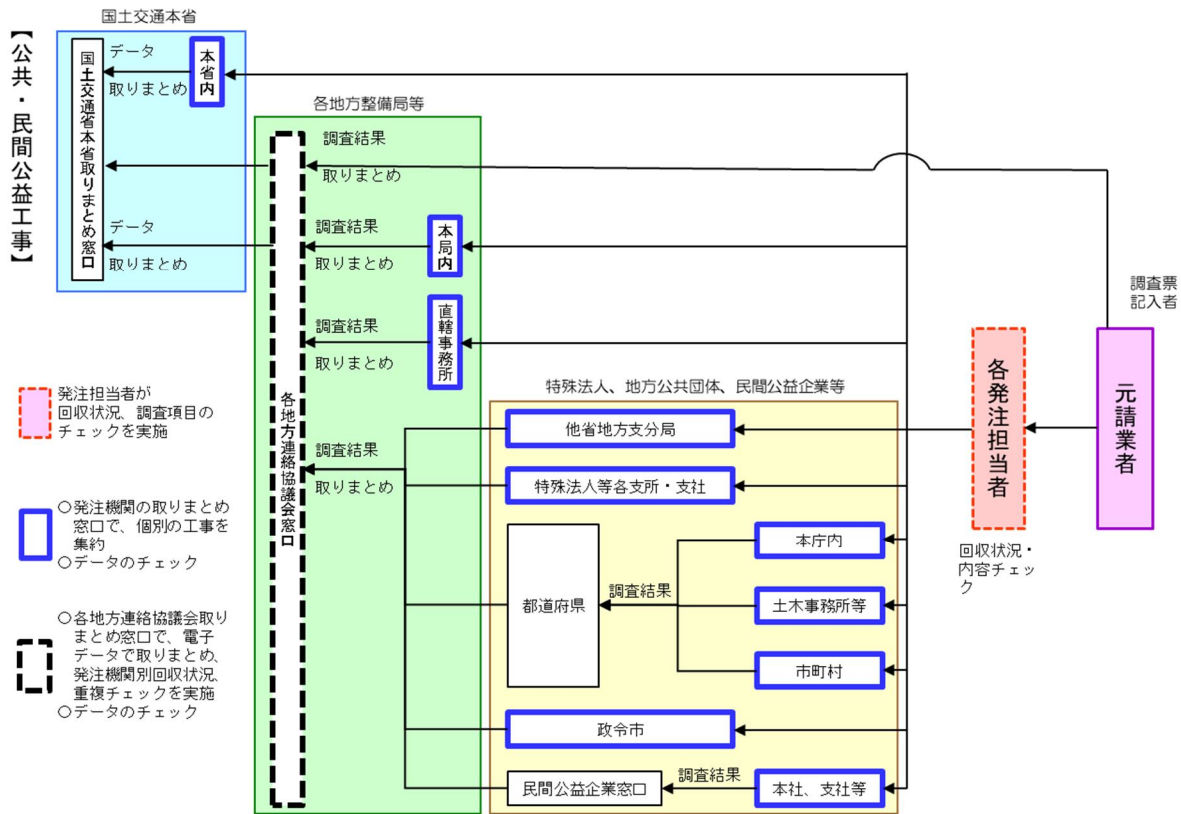 【公共・民間公益工事】
国土交通本省
国土交通省本省取りまとめ窓口
データ
取りまとめ
本省内
データ
取りまとめ
各地方整備局等
各地方連絡協議会窓口
調査結果
取りまとめ
調査結果
取りまとめ
本局内
調査結果
取りまとめ
直轄事務所
調査結果
取りまとめ
特殊法人、地方公共団体、民間公益企業等
他省地方支分局
特殊法人等各支所・支社
都道府県
調査結果
本庁内
土木事務所等
市町村
政令市
民間公益企業窓口
調査結果
本社、支社等
各発注担当者
回収状況・
内容チェッ
ク
調査票
記入者
元請業者
発注担当者が
回収状況、調査項目の
チェックを実施
○発注機関の取りまとめ
窓口で、個別の工事を
集約
○データのチェック
○各地方連絡協議会取り
まとめ窓口で、電子
データで取りまとめ、
発注機関別回収状況、
重複チェックを実施
○データのチェック